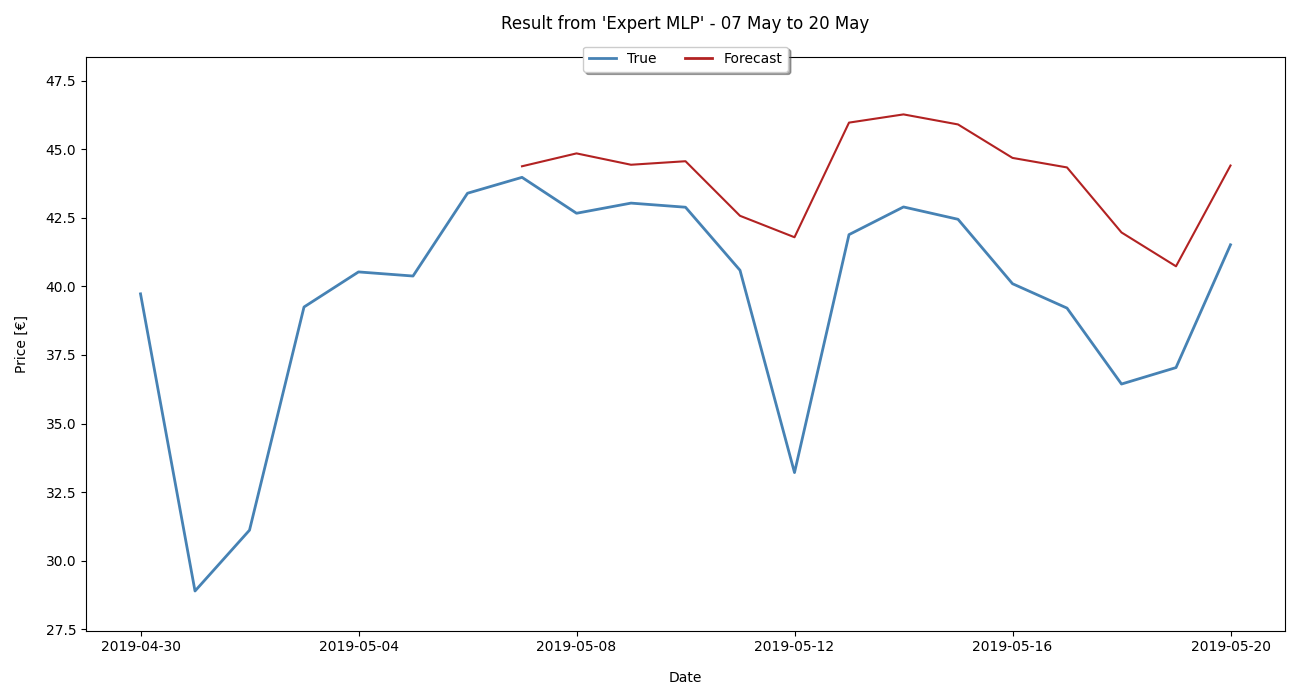 Result from 'Expert MLP' - 07 May to 20 May
True Forecast
47.5
45.0
42.5
40.0
37.5
35.0
32.5
30.0
27.5
Price [€]
2019-04-30 2019-05-04 2019-05-08 2019-05-12 2019-05-16 2019-05-20
Date